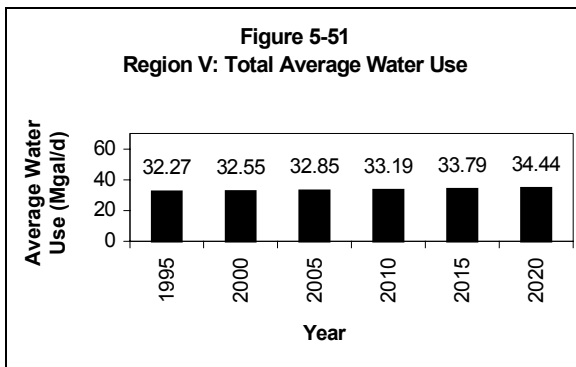 Figure 5-51
Region V: Total Average Water Use
Average Water
Use (Mgal/d)
60
40
20
0
32.27 32.55 32.85 33.19 33.79 34.44
1995 2000 2005 2010 2015 2020
Year